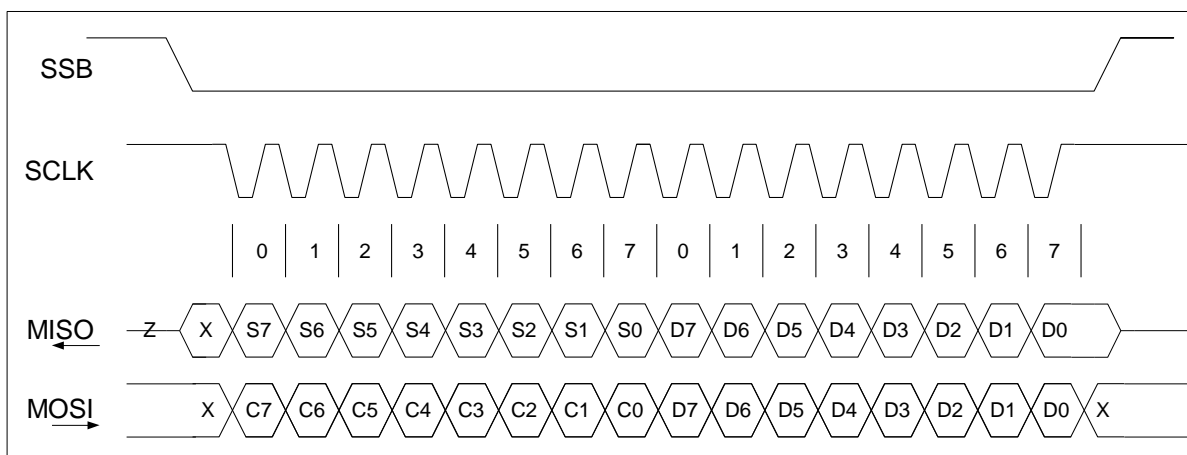 SSB
SCLK
0 1 2 3 4 5 6 7 0 1 2 3 4 5 6 7
MISO Z X S7 S6 S5 S4 S3 S2 S1 S0 D7 D6 D5 D4 D3 D2 D1 D0
MOSI X C7 C6 C5 C4 C3 C2 C1 C0 D7 D6 D5 D4 D3 D2 D1 D0 X